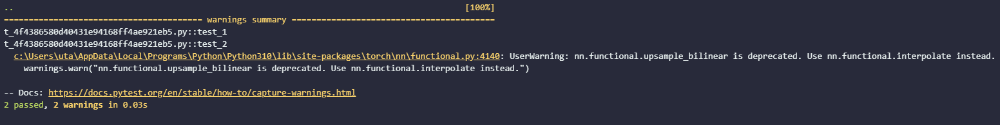 .. [100%]
======================================== warnings summary =========================================
t_4f4386580d40431e94168ff4ae921eb5.py::test_1
t_4f4386580d40431e94168ff4ae921eb5.py::test_2
c:\Users\uta\AppData\Local\Programs\Python\Python310\lib\site-packages\torch\nn\functional.py:4140: UserWarning: nn.functional.upsample_bilinear is deprecated. Use nn.functional.interpolate instead.
warnings.warn("nn.functional.upsample_bilinear is deprecated. Use nn.functional.interpolate instead.")
-- Docs: https://docs.pytest.org/en/stable/how-to/capture-warnings.html
2 passed, 2 warnings in 0.03s